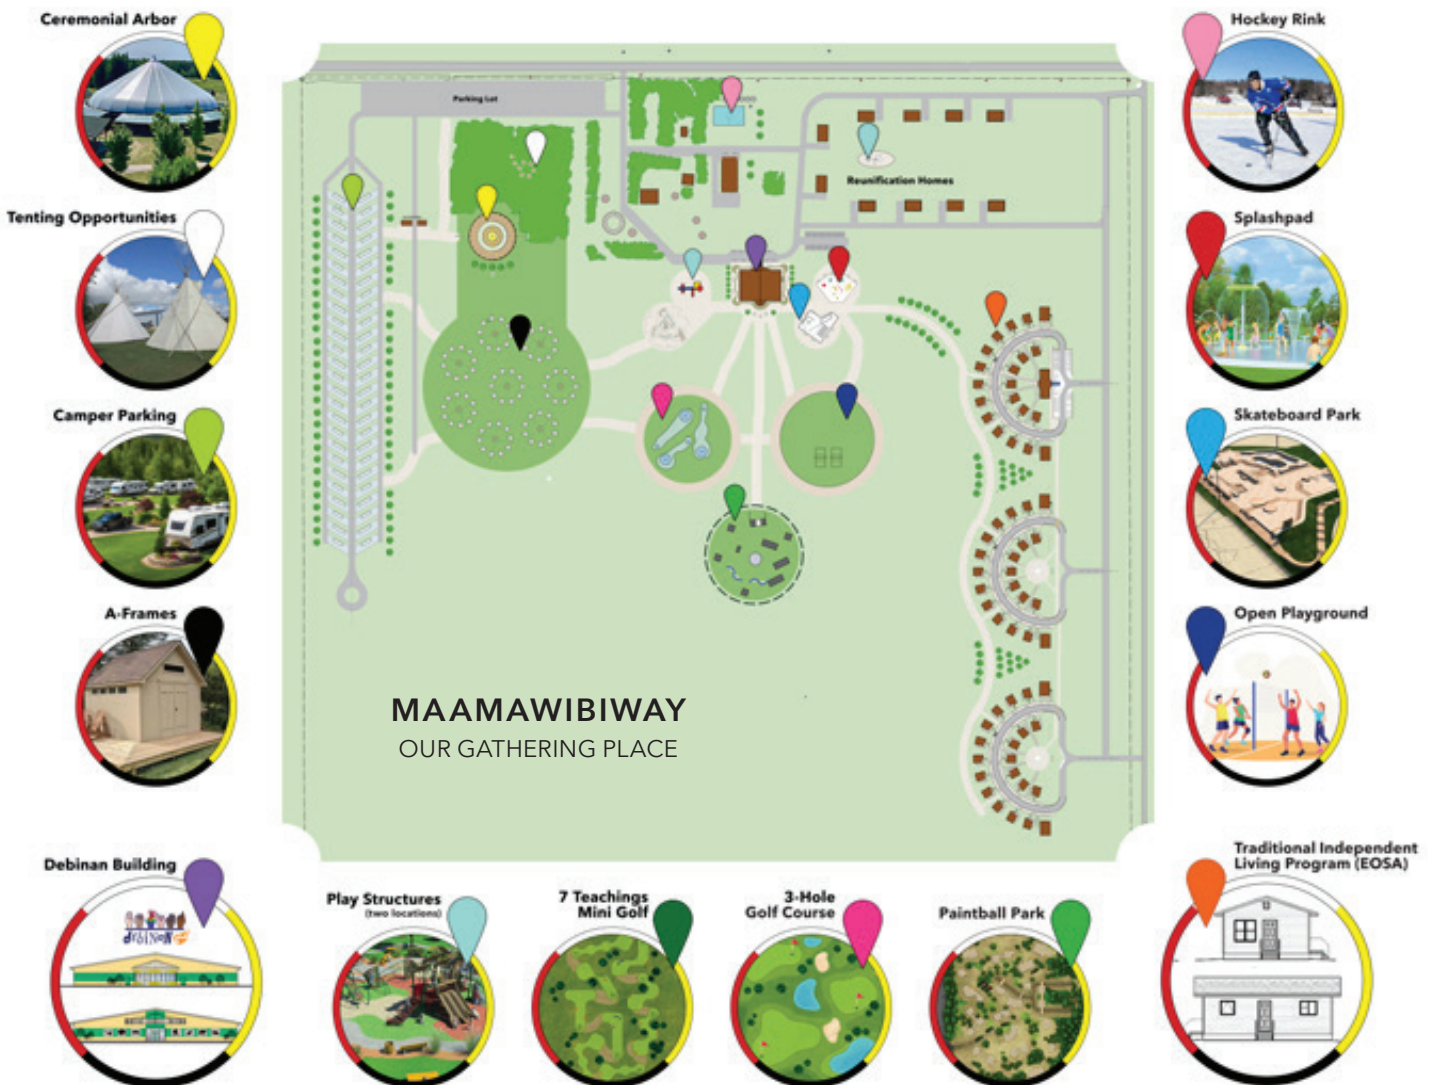 Ceremonial Arbor
Hockey Rink
Parking Lot
Reunification Homes
Tenting Opportunities
Splashpad
Camper Parking
Skateboard Park
A-Frames
Open Playground
MAAMAWIBIWAY
OUR GATHERING PLACE
Debinan Building
debinan
Play Structures
(two locations)
7 Teachings
Mini Golf
3-Hole
Golf Course
Paintball Park
Traditional Independent
Living Program (EOSA)